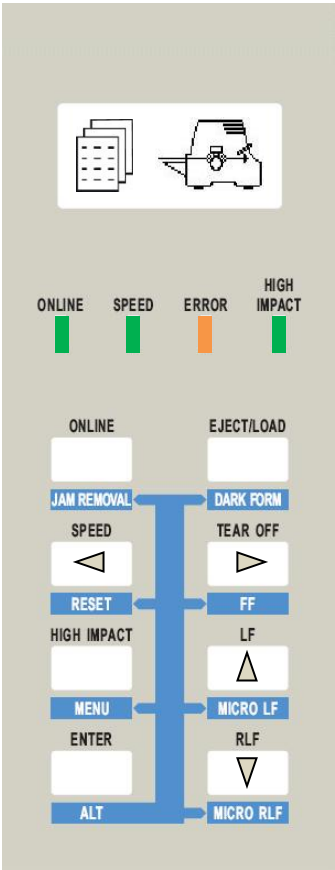 HIGH
ONLINE SPEED ERROR IMPACT
ONLINE EJECT/LOAD
JAM REMOVAL DARK FORM
SPEED TEAR OFF
RESET FF
HIGH IMPACT LF
MENU MICRO LF
ENTER RLF
ALT MICRO RLF